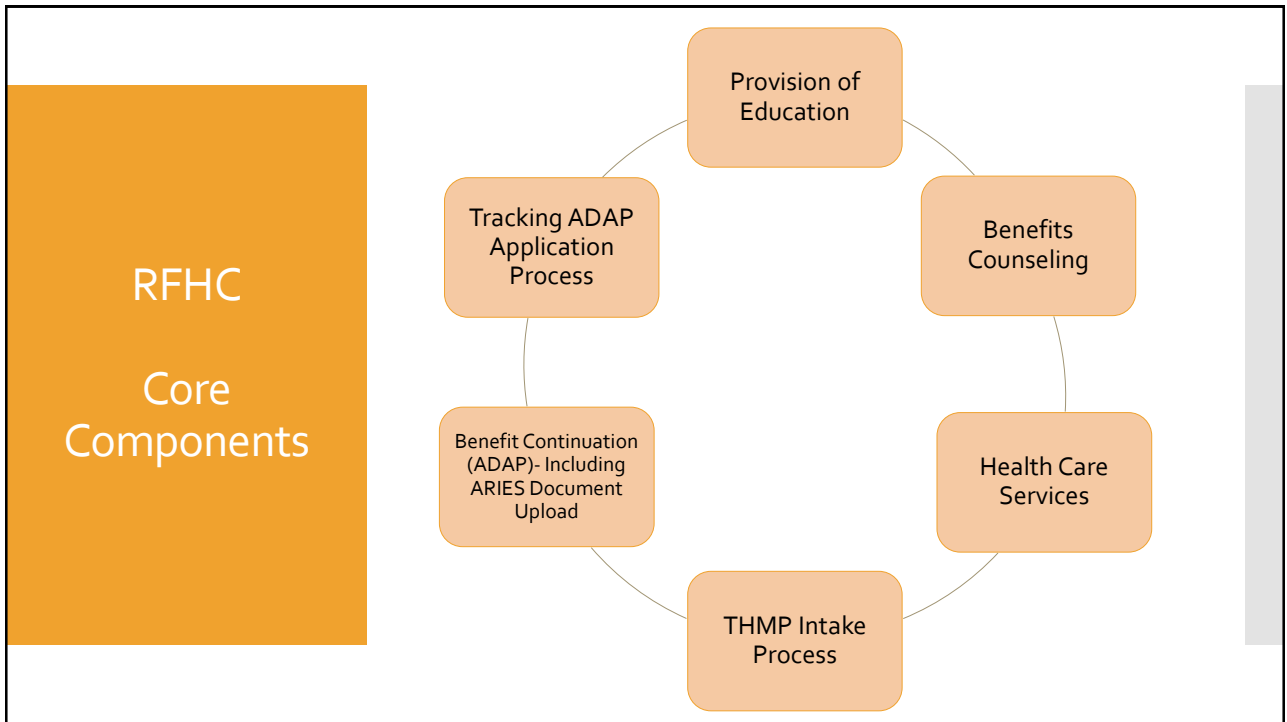 RFHC
Core
Components
Provision of
Education
Benefits
Counseling
Health Care
Services
THMP Intake
Process
Benefit Continuation
(ADAP)- Including
ARIES Document
Upload
Tracking ADAP
Application
Process